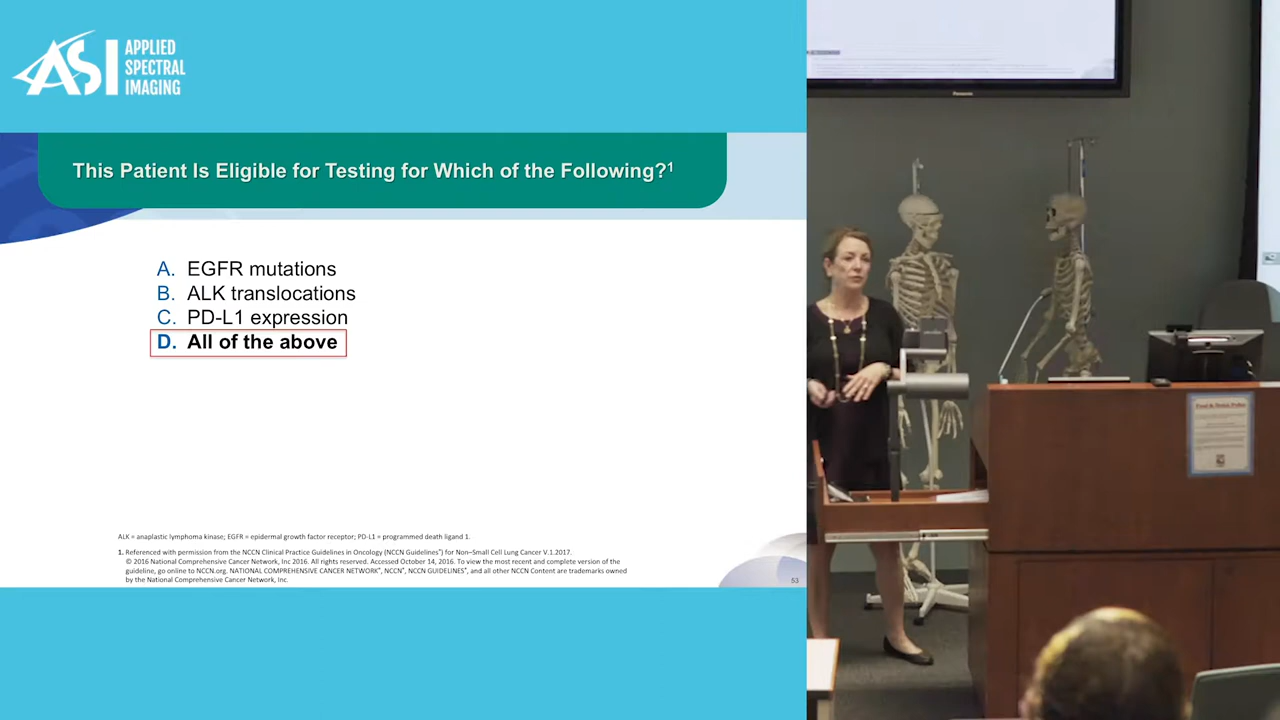 ASI APPLIED
SPECTRAL
IMAGING
This Patient Is Eligible for Testing for Which of the Following?¹
A. EGFR mutations
B. ALK translocations
C. PD-L1 expression
D. All of the above
ALK = anaplastic lymphoma kinase; EGFR = epidermal growth factor receptor; PD-L1 = programmed death ligand 1.
1. Referenced with permission from the NCCN Clinical Practice Guidelines in Oncology (NCCN Guidelines®) for Non–Small Cell Lung Cancer V.1.2017.
© 2016 National Comprehensive Cancer Network, Inc 2016. All rights reserved. Accessed October 14, 2016. To view the most recent and complete version of the
guideline, go online to NCCN.org. NATIONAL COMPREHENSIVE CANCER NETWORK®, NCCN®, NCCN GUIDELINES®, and all other NCCN Content are trademarks owned
by the National Comprehensive Cancer Network, Inc.
53
Panasonic
Food & Drink Policy